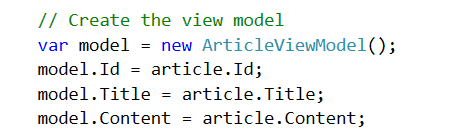 // Create the view model
var model = new ArticleViewModel();
model.Id = article.Id;
model.Title = article.Title;
model.Content = article.Content;